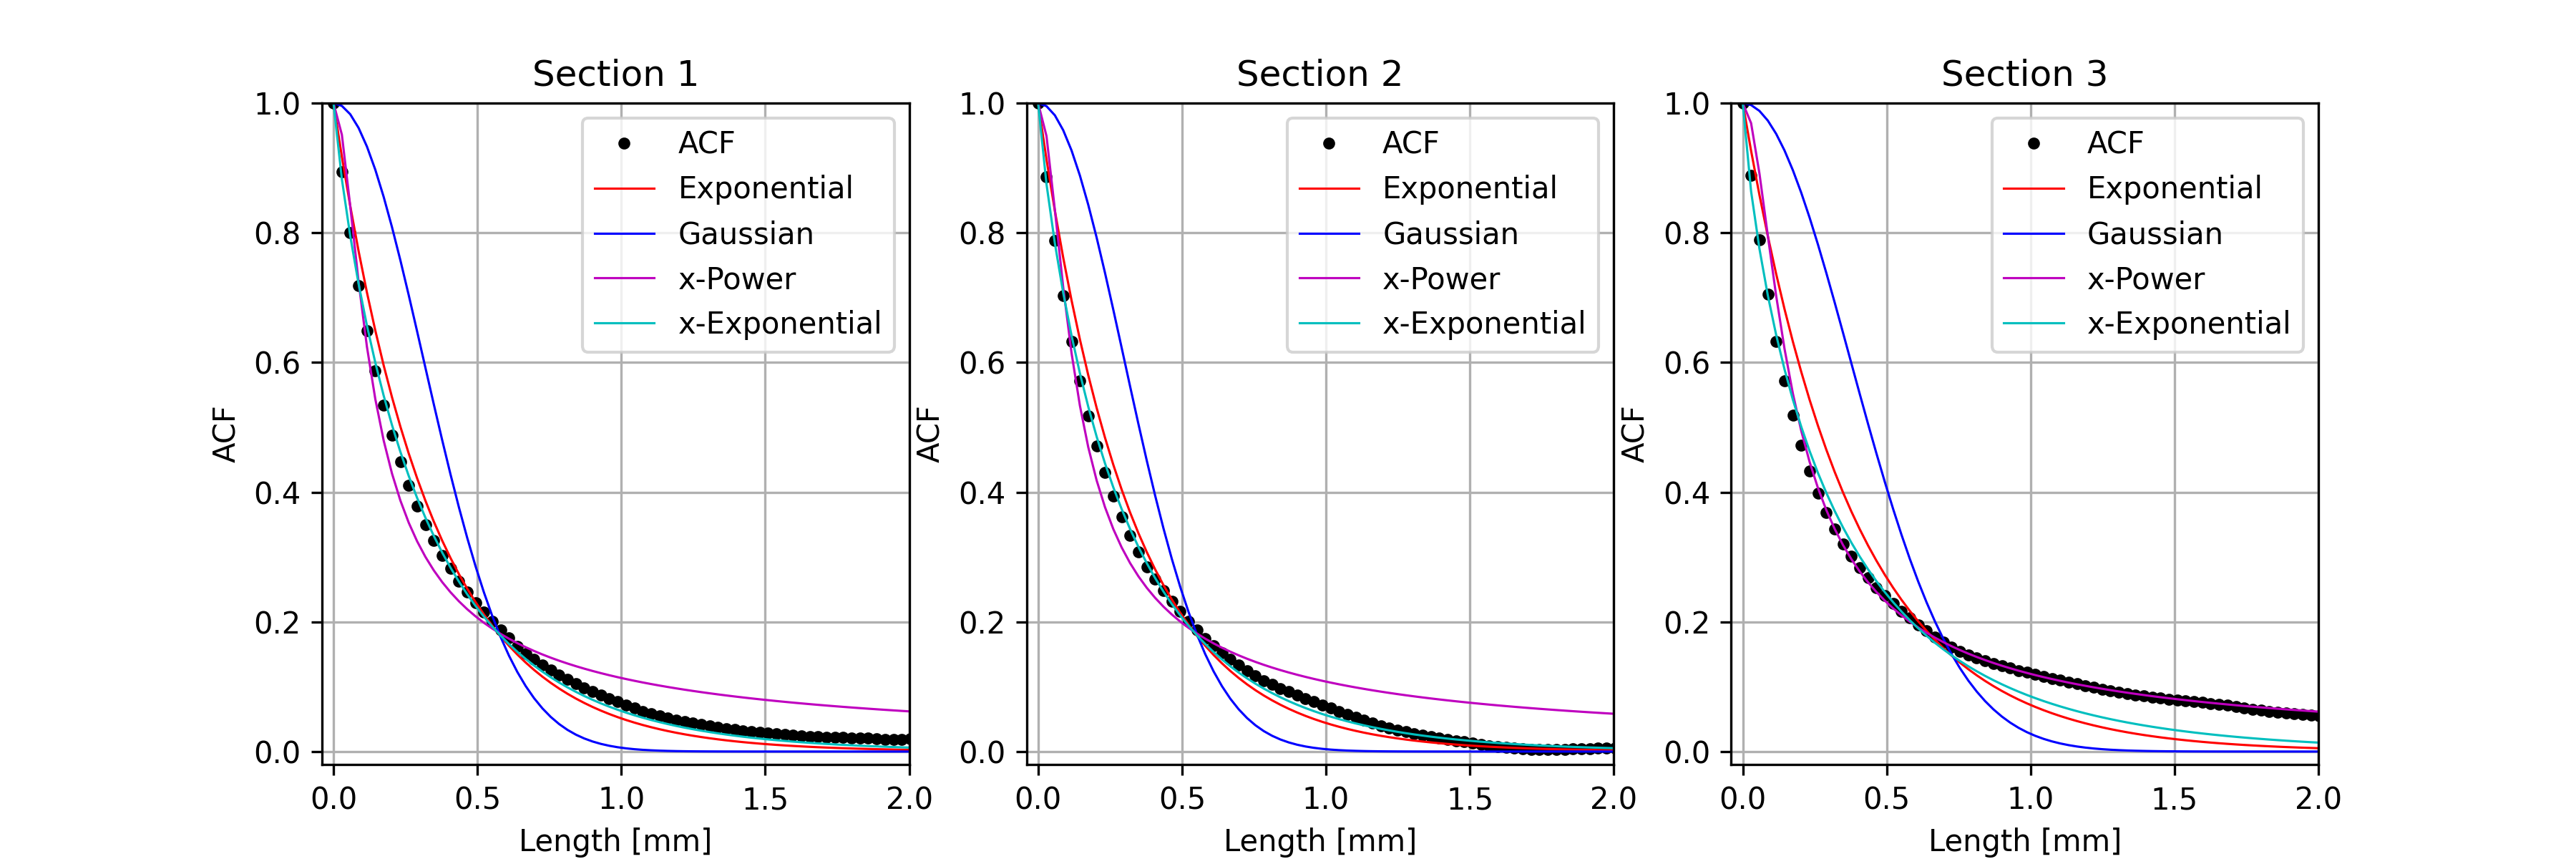 Section 1
1.0
0.8
0.6
0.4
0.2
0.0
ACF
ACF
Exponential
Gaussian
x-Power
x-Exponential
0.0 0.5 1.0 1.5 2.0
Length [mm]
Section 2
1.0
0.8
0.6
0.4
0.2
0.0
ACF
ACF
Exponential
Gaussian
x-Power
x-Exponential
0.0 0.5 1.0 1.5 2.0
Length [mm]
Section 3
1.0
0.8
0.6
0.4
0.2
0.0
ACF
ACF
Exponential
Gaussian
x-Power
x-Exponential
0.0 0.5 1.0 1.5 2.0
Length [mm]